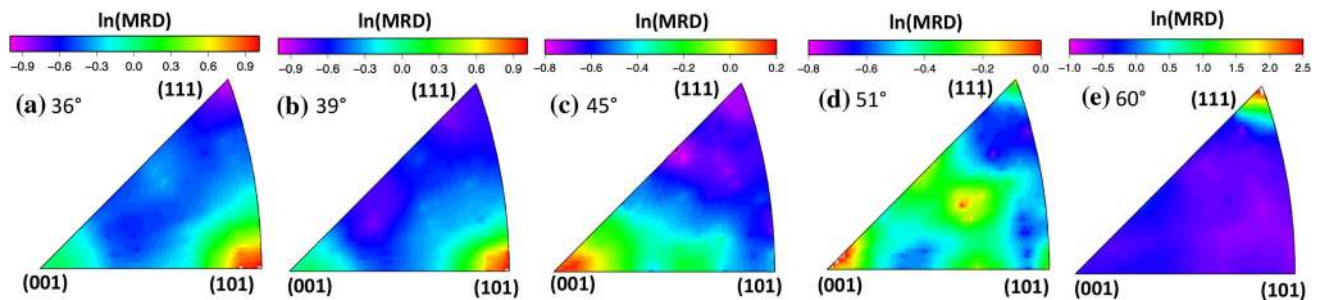 ln(MRD) ln(MRD) ln(MRD) ln(MRD) ln(MRD)
−0.9 −0.6 −0.3 0.0 0.3 0.6 0.9 −0.9 −0.6 −0.3 0.0 0.3 0.6 0.9 −0.8 −0.6 −0.4 −0.2 0.0 0.2 −0.8 −0.6 −0.4 −0.2 0.0 −1.0 −0.5 0.0 0.5 1.0 1.5 2.0 2.5
(a) 36° (111) (b) 39° (111) (c) 45° (111) (d) 51° (111) (e) 60° (111)
(001) (101) (001) (101) (001) (101) (001) (101) (001) (101)